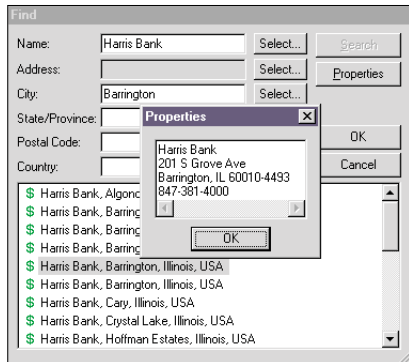 Find
Name: Harris Bank Select... Search
Address: Select... Properties
City: Barrington Select...
State/Province:
Postal Code: OK
Country: Cancel
Properties
Harris Bank
201 S Grove Ave
Barrington, IL 60010-4493
847-381-4000
OK
$ Harris Bank, Algonq
$ Harris Bank, Barring
$ Harris Bank, Barring
$ Harris Bank, Barring
$ Harris Bank, Barrington, Illinois, USA
$ Harris Bank, Barrington, Illinois, USA
$ Harris Bank, Cary, Illinois, USA
$ Harris Bank, Crystal Lake, Illinois, USA
$ Harris Bank, Hoffman Estates, Illinois, USA